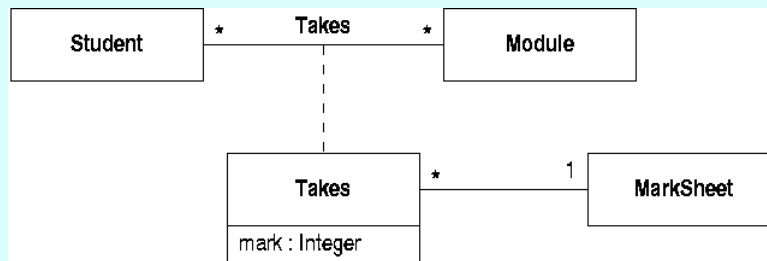 Takes
Student * * Module
Takes * 1 MarkSheet
mark : Integer